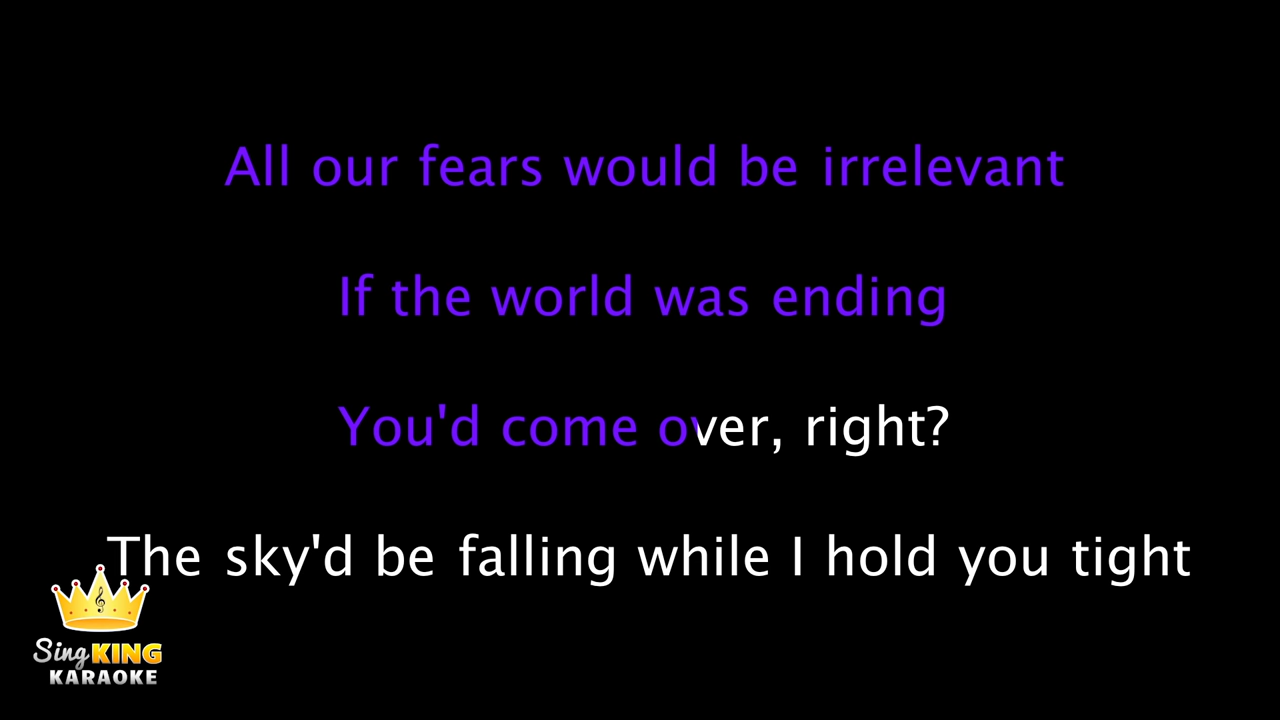 All our fears would be irrelevant
If the world was ending
You'd come over, right?
The sky'd be falling while I hold you tight
Sing KING
KARAOKE